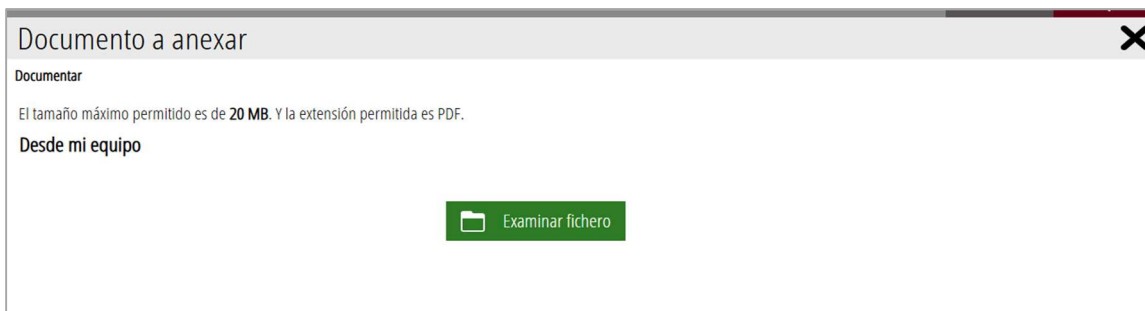 Documento a anexar
Documentar
El tamaño máximo permitido es de 20 MB. Y la extensión permitida es PDF.
Desde mi equipo
Examinar fichero